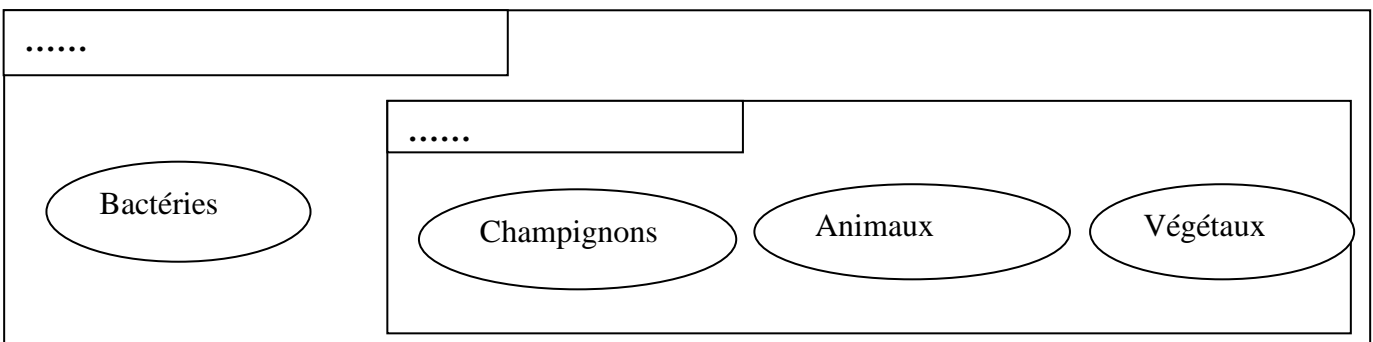 ......
......
Bactéries
Champignons
Animaux
Végétaux